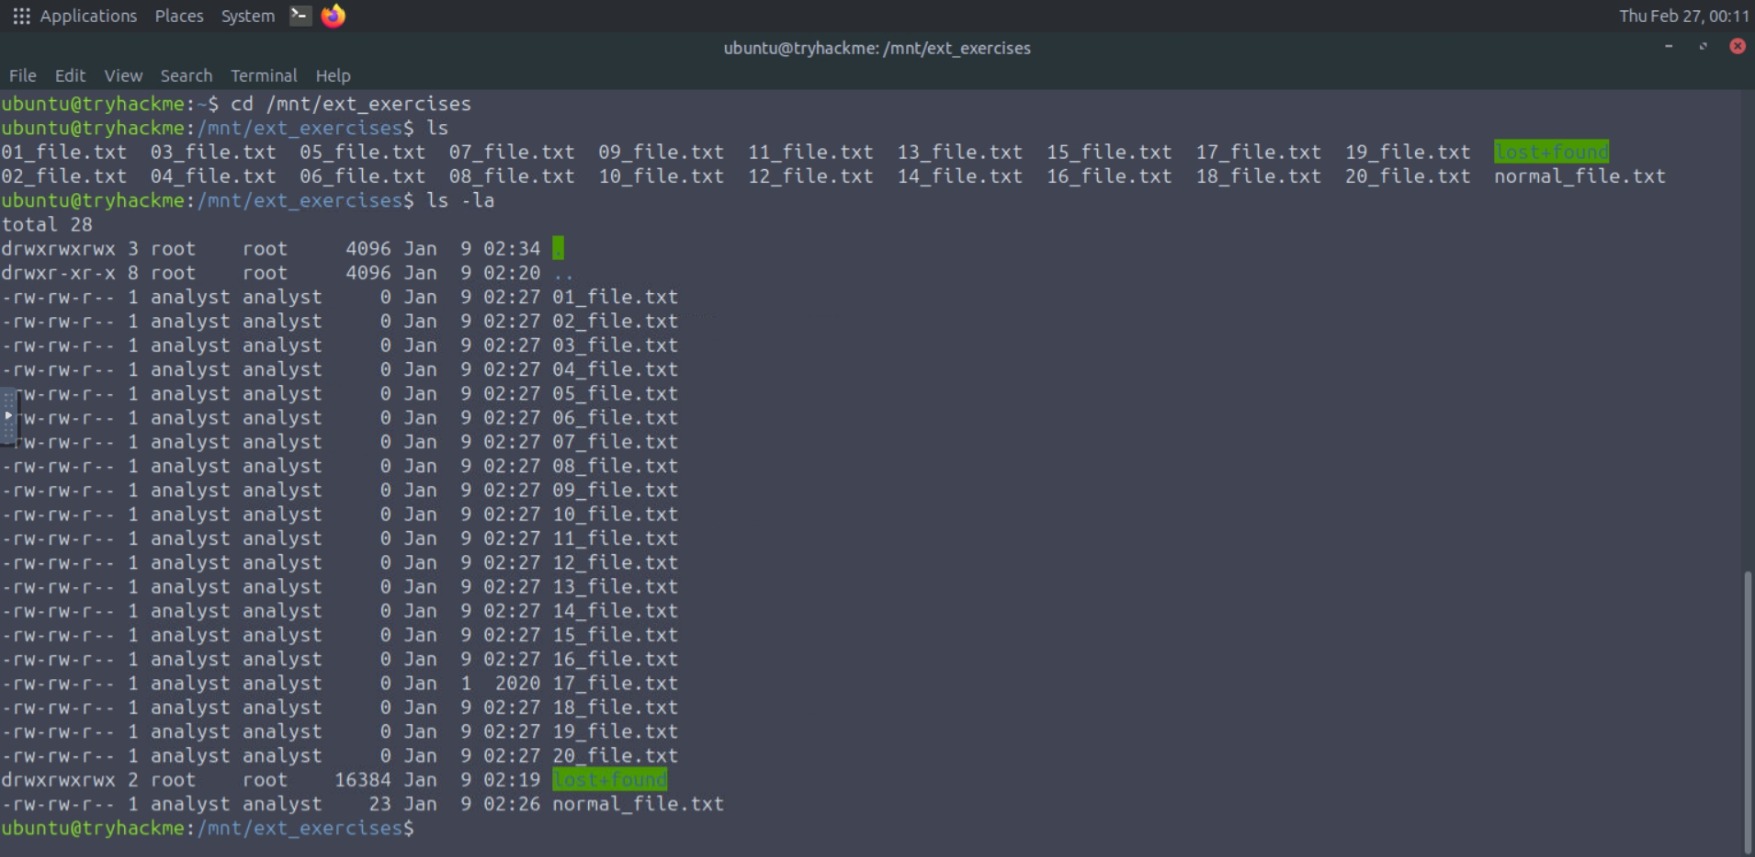 Applications Places System Thu Feb 27, 00:11
ubuntu@tryhackme: /mnt/ext_exercises
File Edit View Search Terminal Help
ubuntu@tryhackme:~$ cd /mnt/ext_exercises
ubuntu@tryhackme:/mnt/ext_exercises$ ls
01_file.txt 03_file.txt 05_file.txt 07_file.txt 09_file.txt 11_file.txt 13_file.txt 15_file.txt 17_file.txt 19_file.txt lost+found
02_file.txt 04_file.txt 06_file.txt 08_file.txt 10_file.txt 12_file.txt 14_file.txt 16_file.txt 18_file.txt 20_file.txt normal_file.txt
ubuntu@tryhackme:/mnt/ext_exercises$ ls -la
total 28
drwxrwxrwx 3 root root 4096 Jan 9 02:34 .
drwxr-xr-x 8 root root 4096 Jan 9 02:20 ..
-rw-rw-r-- 1 analyst analyst 0 Jan 9 02:27 01_file.txt
-rw-rw-r-- 1 analyst analyst 0 Jan 9 02:27 02_file.txt
-rw-rw-r-- 1 analyst analyst 0 Jan 9 02:27 03_file.txt
-rw-rw-r-- 1 analyst analyst 0 Jan 9 02:27 04_file.txt
rw-rw-r-- 1 analyst analyst 0 Jan 9 02:27 05_file.txt
rw-rw-r-- 1 analyst analyst 0 Jan 9 02:27 06_file.txt
rw-rw-r-- 1 analyst analyst 0 Jan 9 02:27 07_file.txt
-rw-rw-r-- 1 analyst analyst 0 Jan 9 02:27 08_file.txt
-rw-rw-r-- 1 analyst analyst 0 Jan 9 02:27 09_file.txt
-rw-rw-r-- 1 analyst analyst 0 Jan 9 02:27 10_file.txt
-rw-rw-r-- 1 analyst analyst 0 Jan 9 02:27 11_file.txt
-rw-rw-r-- 1 analyst analyst 0 Jan 9 02:27 12_file.txt
-rw-rw-r-- 1 analyst analyst 0 Jan 9 02:27 13_file.txt
-rw-rw-r-- 1 analyst analyst 0 Jan 9 02:27 14_file.txt
-rw-rw-r-- 1 analyst analyst 0 Jan 9 02:27 15_file.txt
-rw-rw-r-- 1 analyst analyst 0 Jan 9 02:27 16_file.txt
-rw-rw-r-- 1 analyst analyst 0 Jan 1 2020 17_file.txt
-rw-rw-r-- 1 analyst analyst 0 Jan 9 02:27 18_file.txt
-rw-rw-r-- 1 analyst analyst 0 Jan 9 02:27 19_file.txt
-rw-rw-r-- 1 analyst analyst 0 Jan 9 02:27 20_file.txt
drwxrwxrwx 2 root root 16384 Jan 9 02:19 lost+found
-rw-rw-r-- 1 analyst analyst 23 Jan 9 02:26 normal_file.txt
ubuntu@tryhackme:/mnt/ext_exercises$